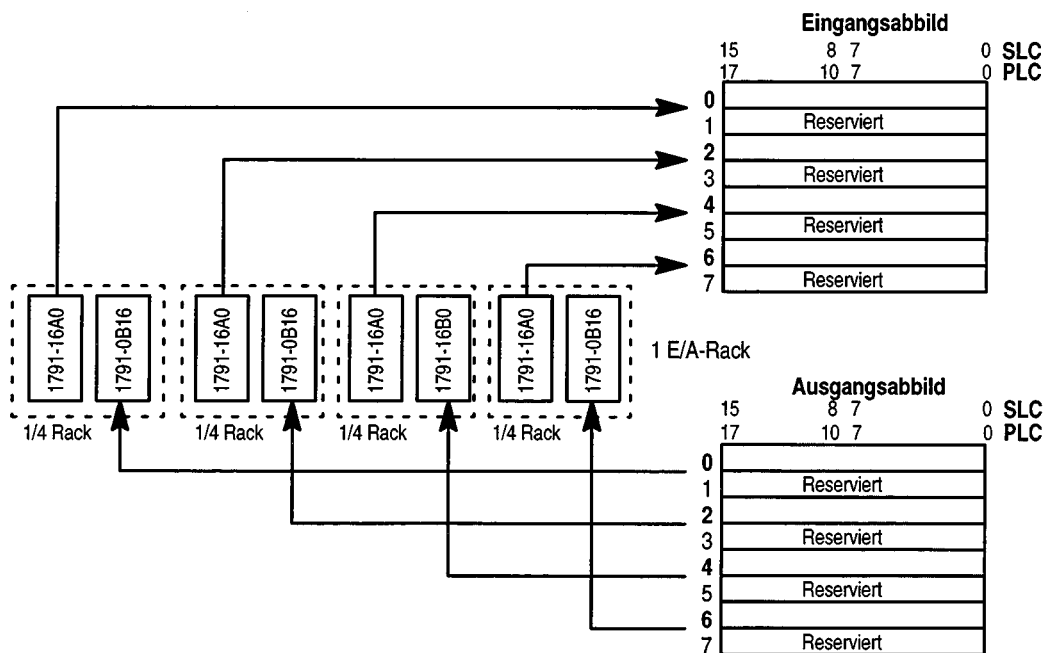 Eingangsabbild
15 8 7 0 SLC
17 10 7 0 PLC
0
1 Reserviert
2
3 Reserviert
4
5 Reserviert
6
7 Reserviert
1791-16A0 1791-0B16 1791-16A0 1791-0B16 1791-16A0 1791-16B0 1791-16A0 1791-0B16
1 E/A-Rack
1/4 Rack 1/4 Rack 1/4 Rack 1/4 Rack
Ausgangsabbild
15 8 7 0 SLC
17 10 7 0 PLC
0
1 Reserviert
2
3 Reserviert
4
5 Reserviert
6
7 Reserviert